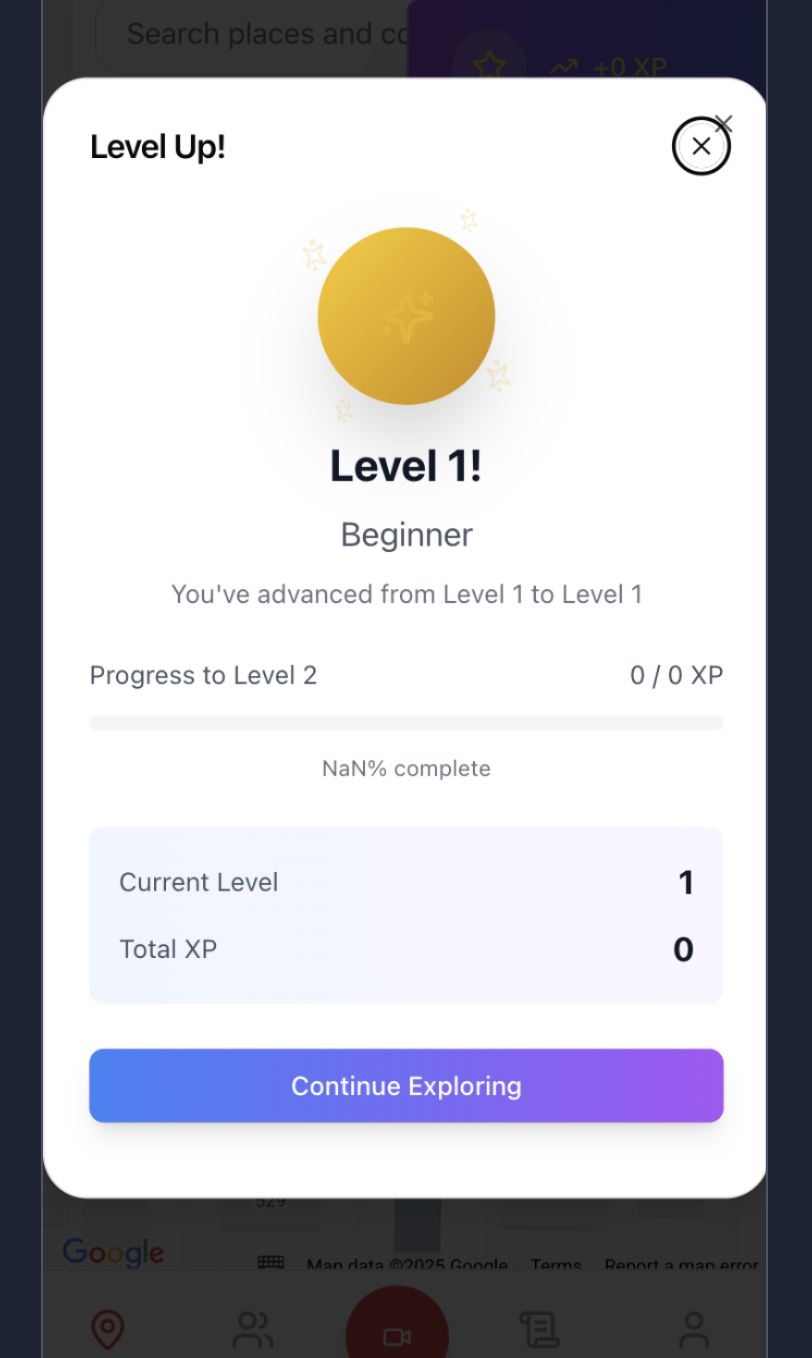 Search places and co
+0 XP
Level Up!
Level 1!
Beginner
You've advanced from Level 1 to Level 1
Progress to Level 2
0 / 0 XP
NaN% complete
Current Level
1
Total XP
0
Continue Exploring
529
Google
Map data ©2025 Google
Terms
Report a map error